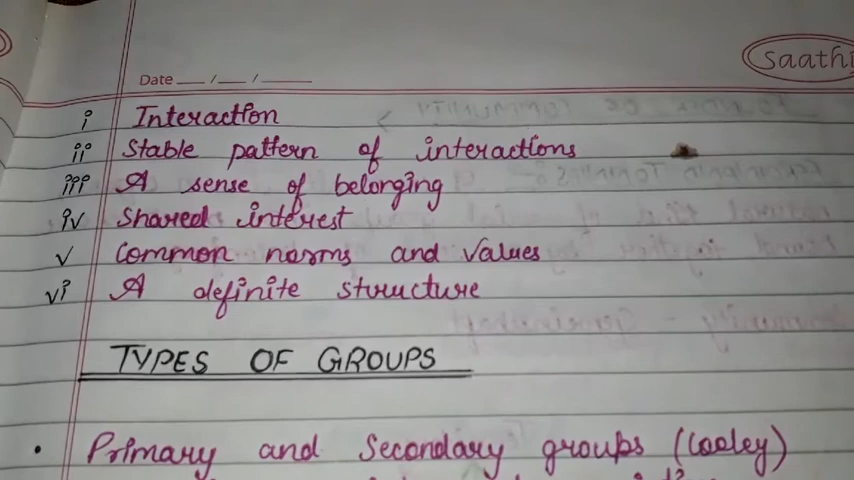 Saathi
Date ___ /___ /_____
i Interaction
ii Stable pattern of interactions
iii A sense of belonging
iv Shared interest
v Common norms and values
vi A definite structure
TYPES OF GROUPS
• Primary and Secondary groups (Cooley)